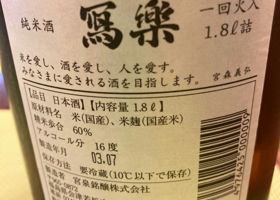 純米酒
寫樂
一回火入
1.8ℓ詰
米を愛し、酒を愛し、人を愛す。
みなさまに愛される酒を目指します。
宮森義仁
【品目 日本酒】【内容量 1.8ℓ】
原材料名 米(国産)、米麹(国産米)
精米歩合 60%
アルコール分 16度
製造年月 03.07
保存方法 要冷蔵(10℃以下で保存)
製造者 宮泉銘醸株式会社